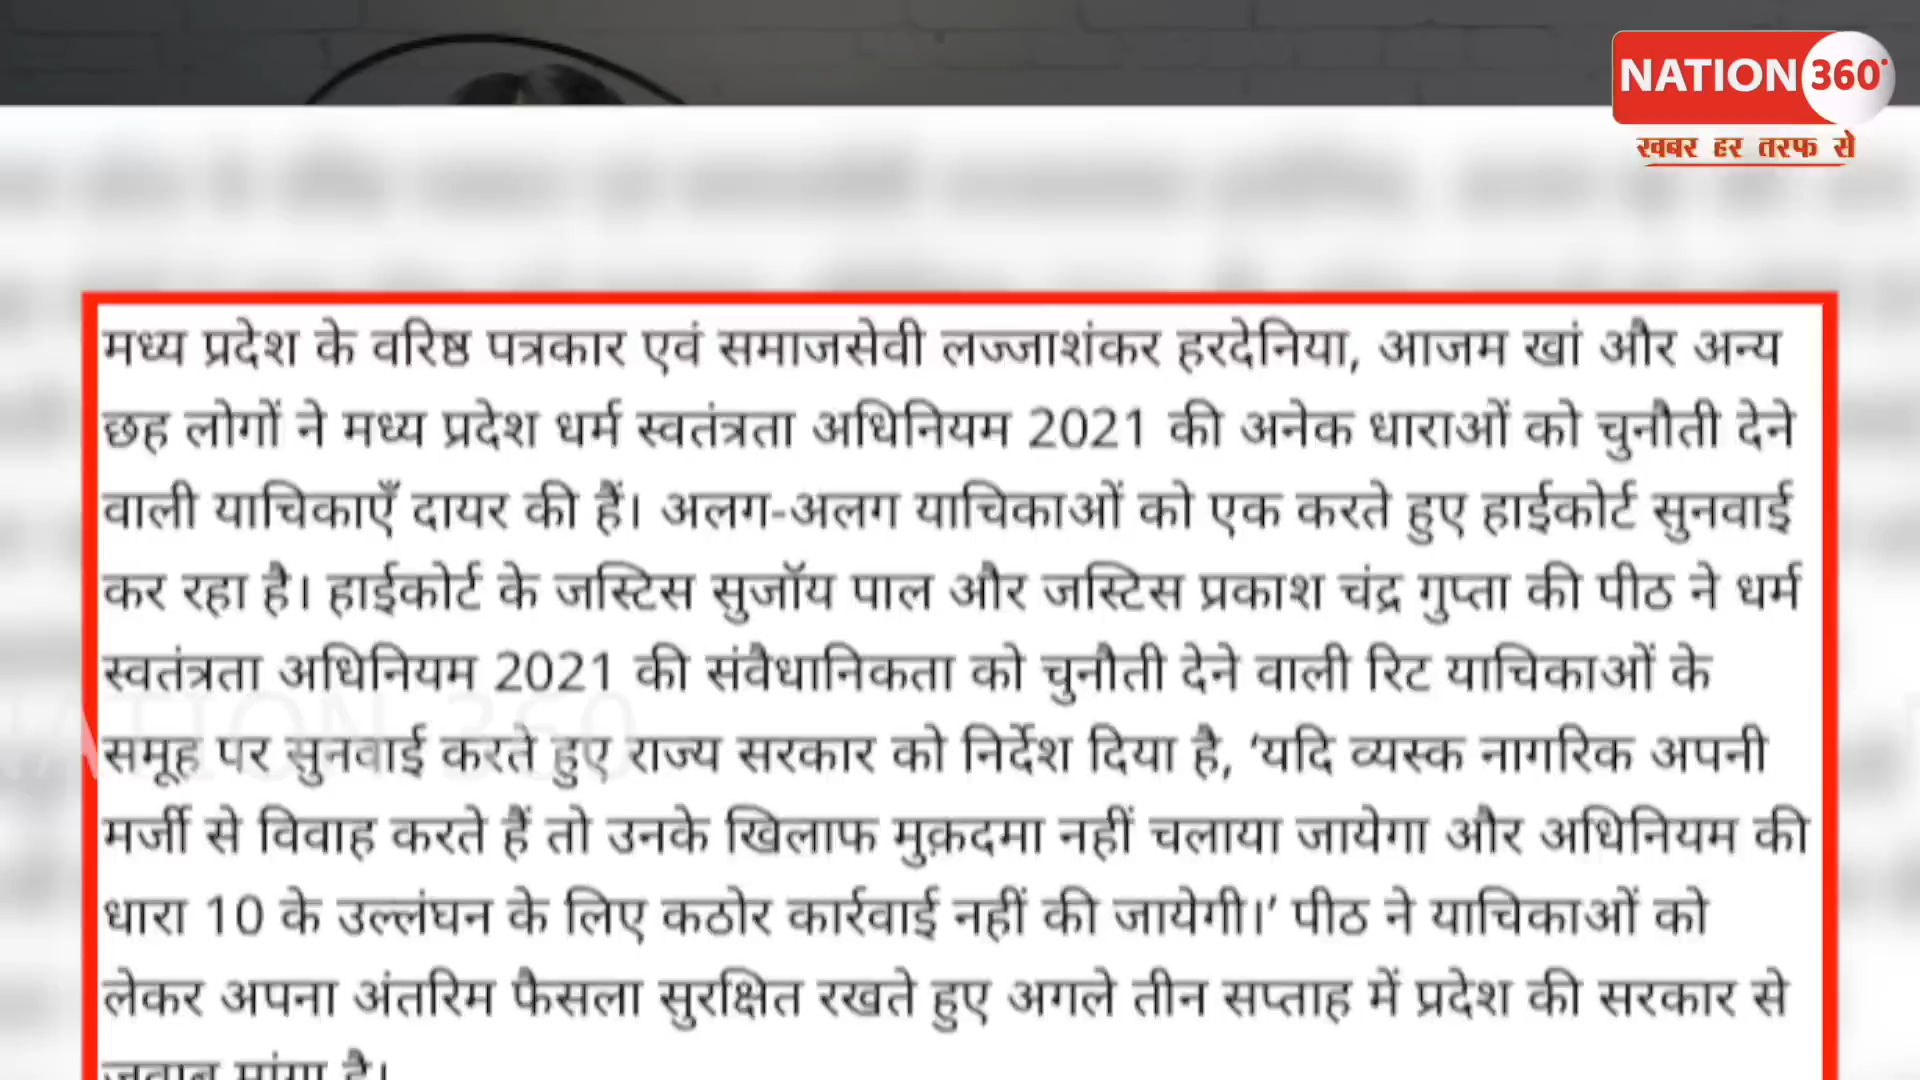 NATION 360°
खबर हर तरफ से
मध्य प्रदेश के वरिष्ठ पत्रकार एवं समाजसेवी लज्जाशंकर हरदेनिया, आजम खां और अन्य
छह लोगों ने मध्य प्रदेश धर्म स्वतंत्रता अधिनियम 2021 की अनेक धाराओं को चुनौती देने
वाली याचिकाएँ दायर की हैं। अलग-अलग याचिकाओं को एक करते हुए हाईकोर्ट सुनवाई
कर रहा है। हाईकोर्ट के जस्टिस सुजॉय पाल और जस्टिस प्रकाश चंद्र गुप्ता की पीठ ने धर्म
स्वतंत्रता अधिनियम 2021 की संवैधानिकता को चुनौती देने वाली रिट याचिकाओं के
समूह पर सुनवाई करते हुए राज्य सरकार को निर्देश दिया है, ‘यदि व्यस्क नागरिक अपनी
मर्जी से विवाह करते हैं तो उनके खिलाफ मुक़दमा नहीं चलाया जायेगा और अधिनियम की
धारा 10 के उल्लंघन के लिए कठोर कार्रवाई नहीं की जायेगी।’ पीठ ने याचिकाओं को
लेकर अपना अंतरिम फैसला सुरक्षित रखते हुए अगले तीन सप्ताह में प्रदेश की सरकार से
जवाब मांगा है।
NATION 360